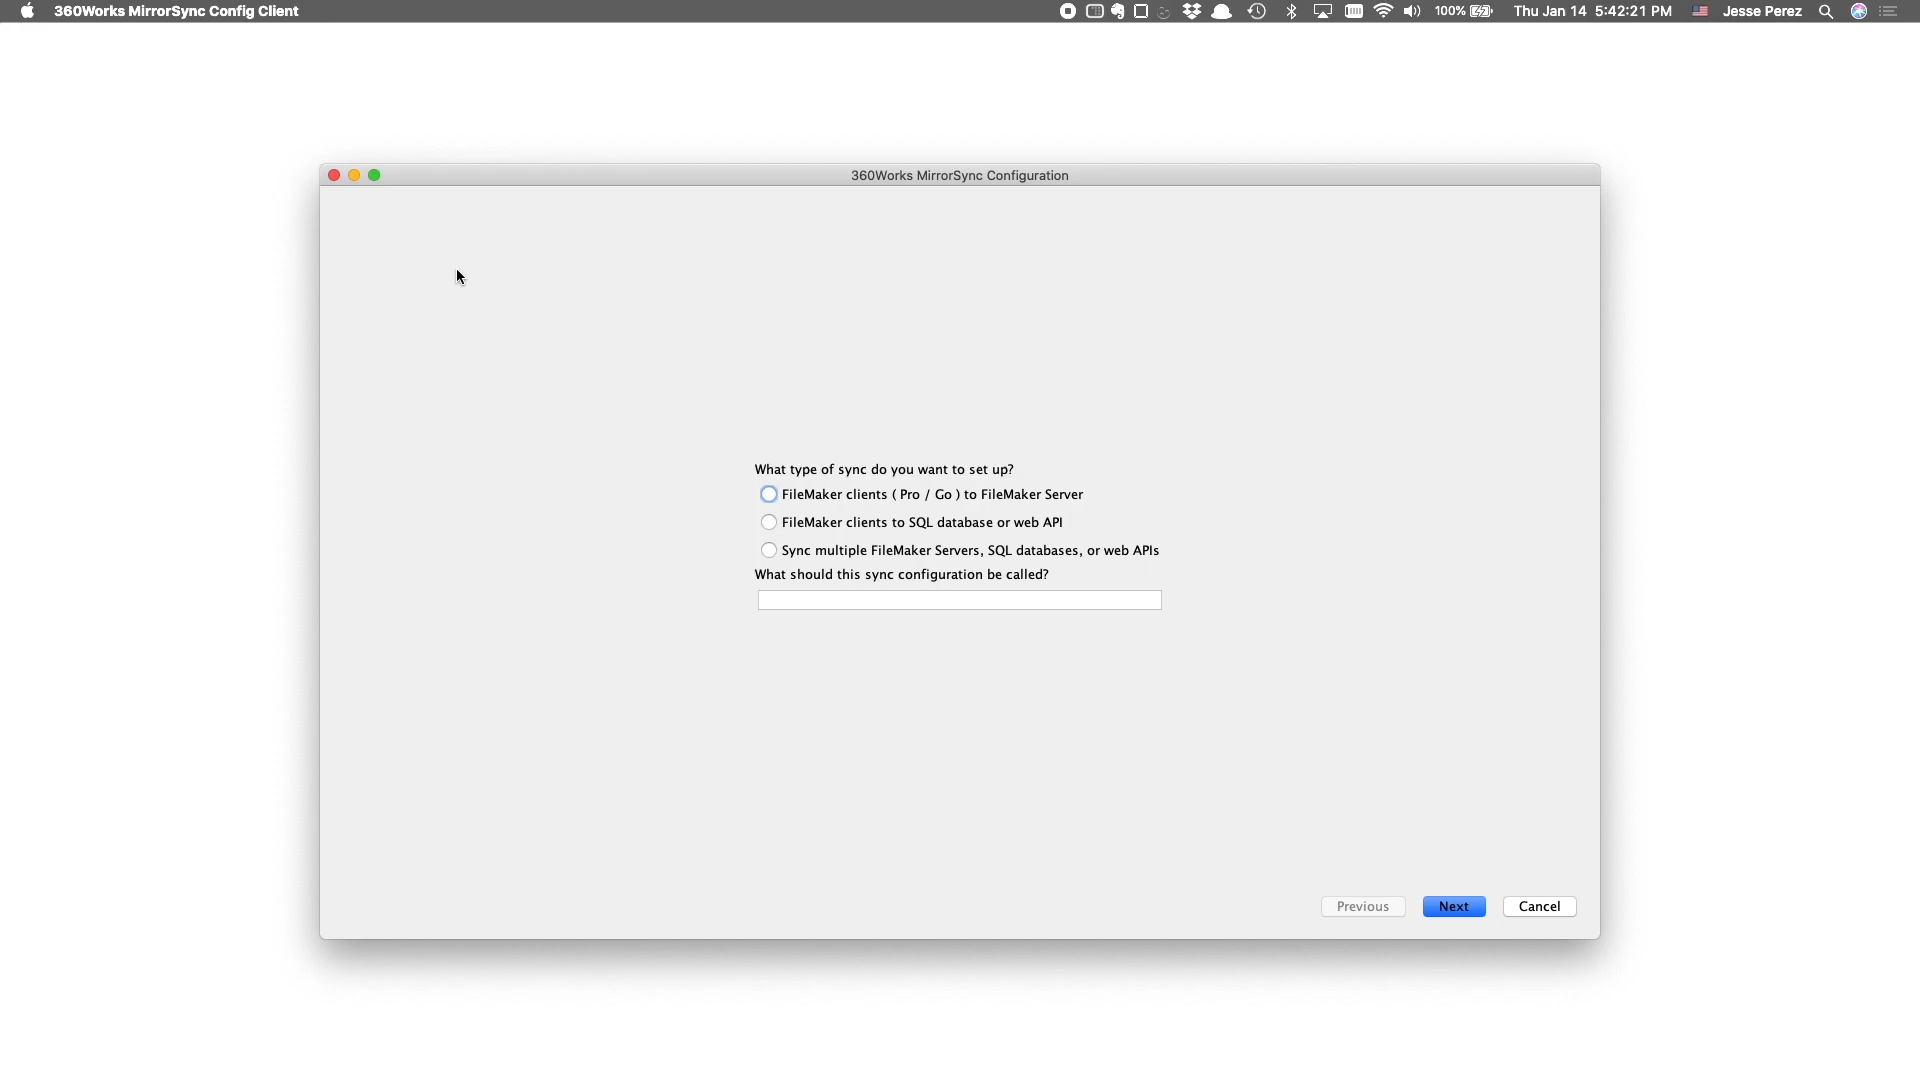 360Works MirrorSync Config Client
100%
Thu Jan 14 5:42:21 PM
Jesse Perez
360Works MirrorSync Configuration
What type of sync do you want to set up?
FileMaker clients ( Pro / Go ) to FileMaker Server
FileMaker clients to SQL database or web API
Sync multiple FileMaker Servers, SQL databases, or web APIs
What should this sync configuration be called?
Previous
Next
Cancel